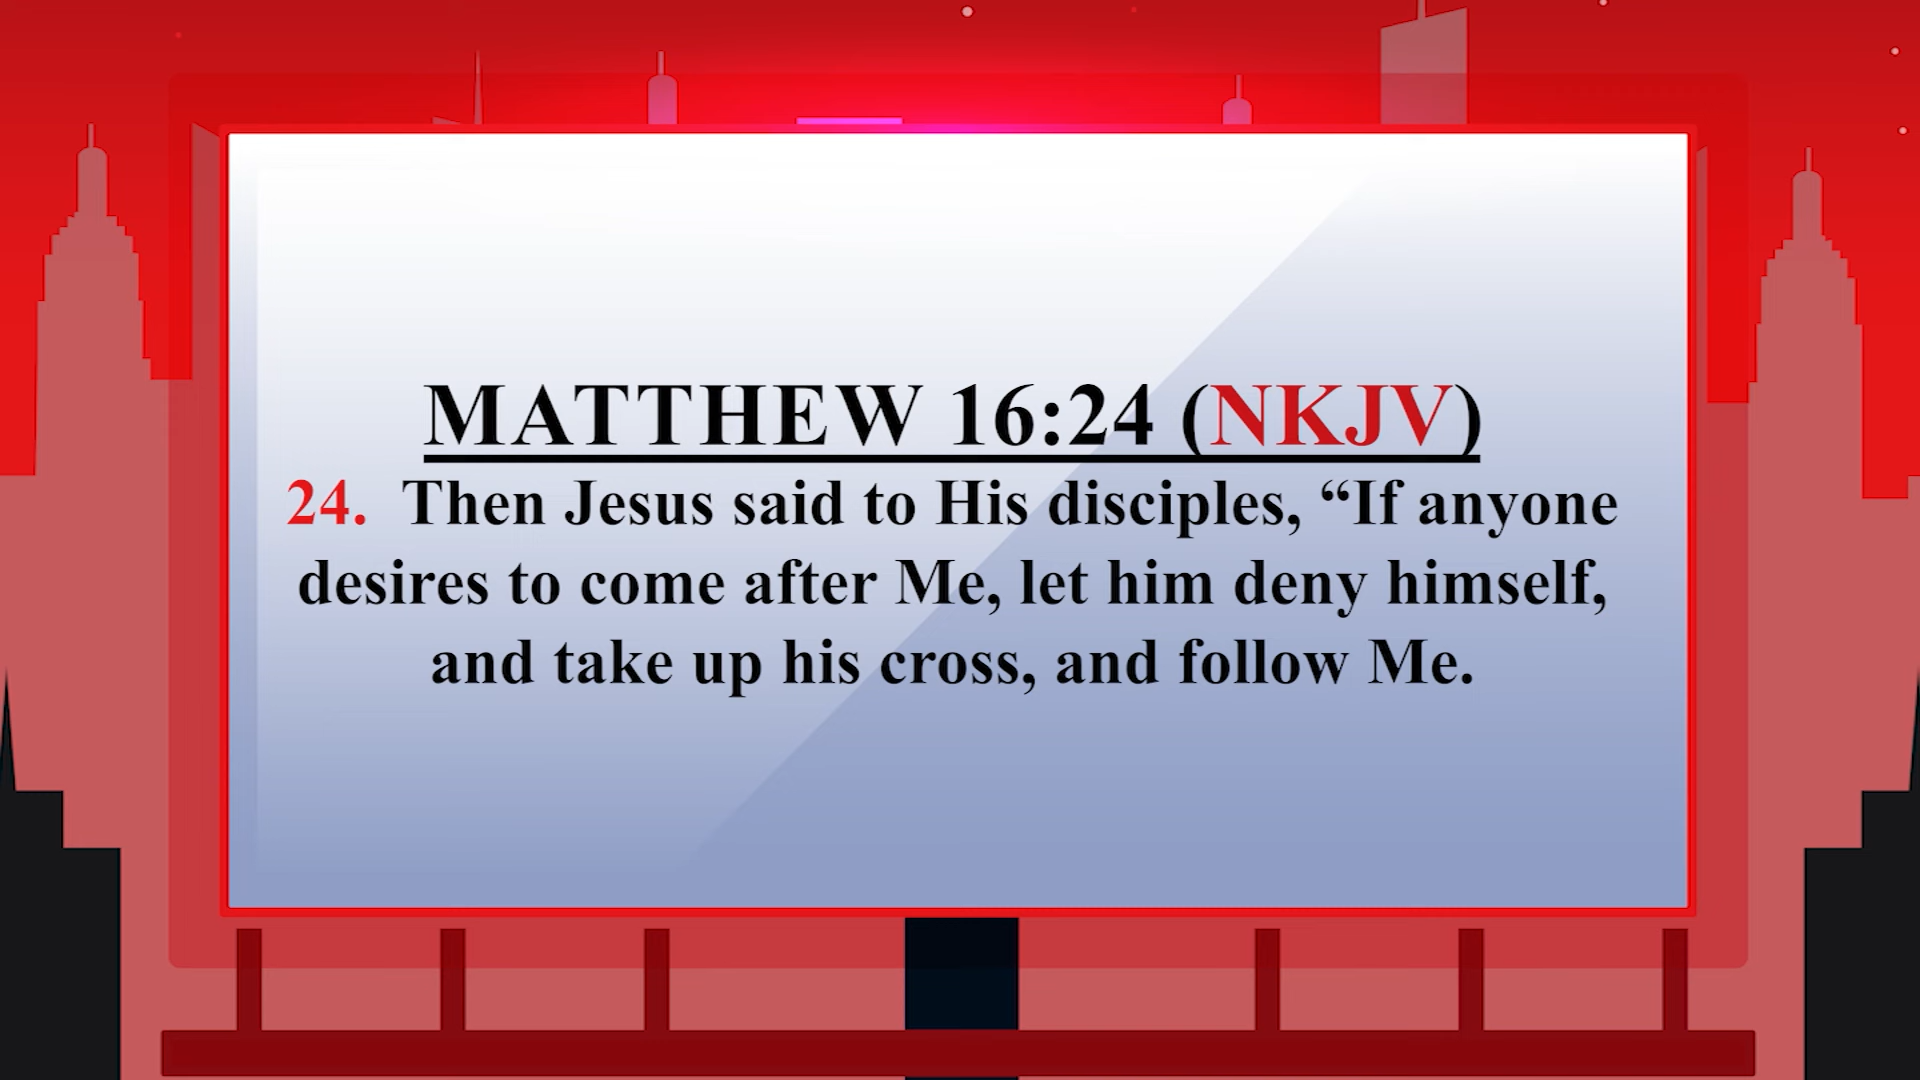 MATTHEW 16:24 (NKJV)
24. Then Jesus said to His disciples, “If anyone
desires to come after Me, let him deny himself,
and take up his cross, and follow Me.